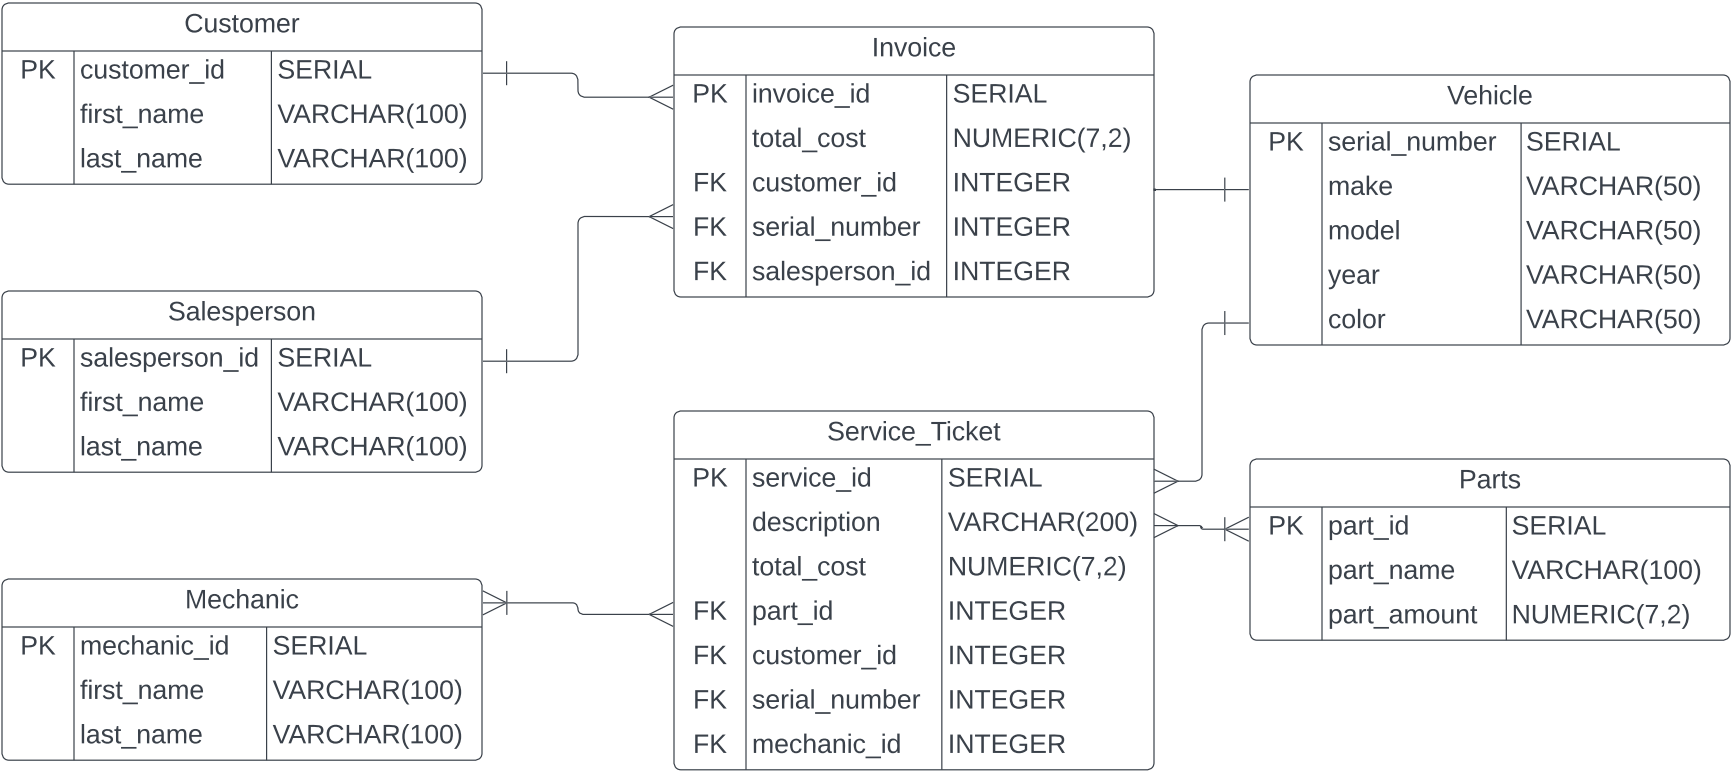 Customer
PK customer_id SERIAL
first_name VARCHAR(100)
last_name VARCHAR(100)
Salesperson
PK salesperson_id SERIAL
first_name VARCHAR(100)
last_name VARCHAR(100)
Mechanic
PK mechanic_id SERIAL
first_name VARCHAR(100)
last_name VARCHAR(100)
Invoice
PK invoice_id SERIAL
total_cost NUMERIC(7,2)
FK customer_id INTEGER
FK serial_number INTEGER
FK salesperson_id INTEGER
Service_Ticket
PK service_id SERIAL
description VARCHAR(200)
total_cost NUMERIC(7,2)
FK part_id INTEGER
FK customer_id INTEGER
FK serial_number INTEGER
FK mechanic_id INTEGER
Vehicle
PK serial_number SERIAL
make VARCHAR(50)
model VARCHAR(50)
year VARCHAR(50)
color VARCHAR(50)
Parts
PK part_id SERIAL
part_name VARCHAR(100)
part_amount NUMERIC(7,2)